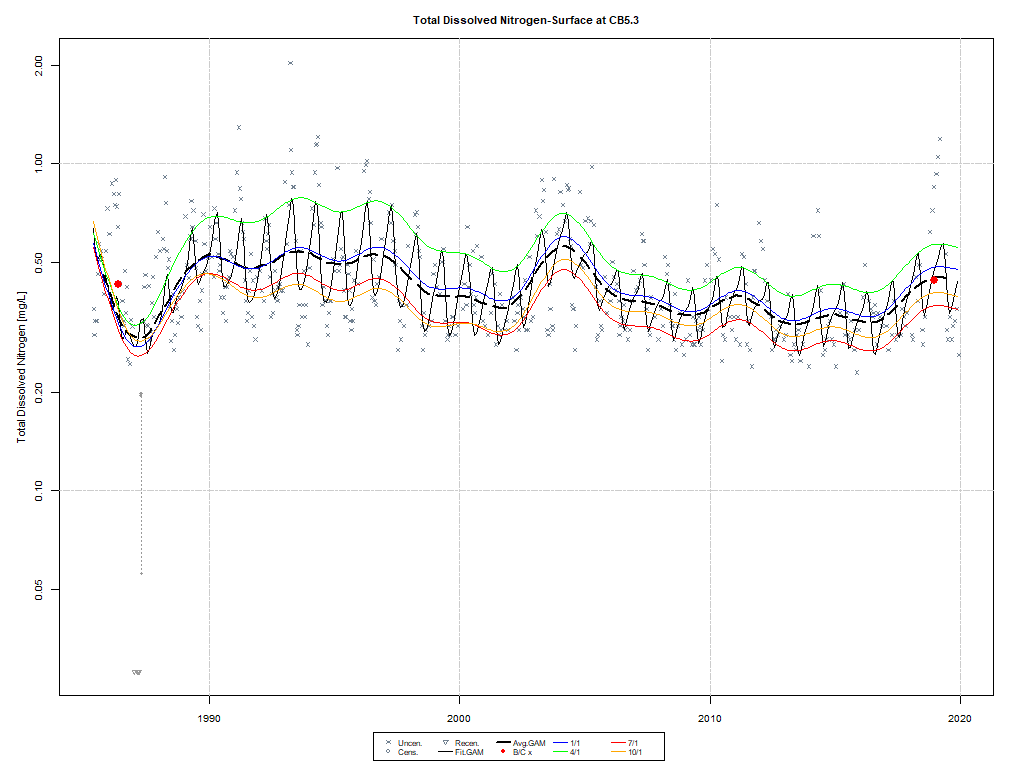 Total Dissolved Nitrogen-Surface at CB5.3
Total Dissolved Nitrogen [mg/L]
2.00
1.00
0.50
0.20
0.10
0.05
1990 2000 2010 2020
Uncen. Recen. Avg.GAM 1/1 7/1
Cens. Fit.GAM B/C x 4/1 10/1